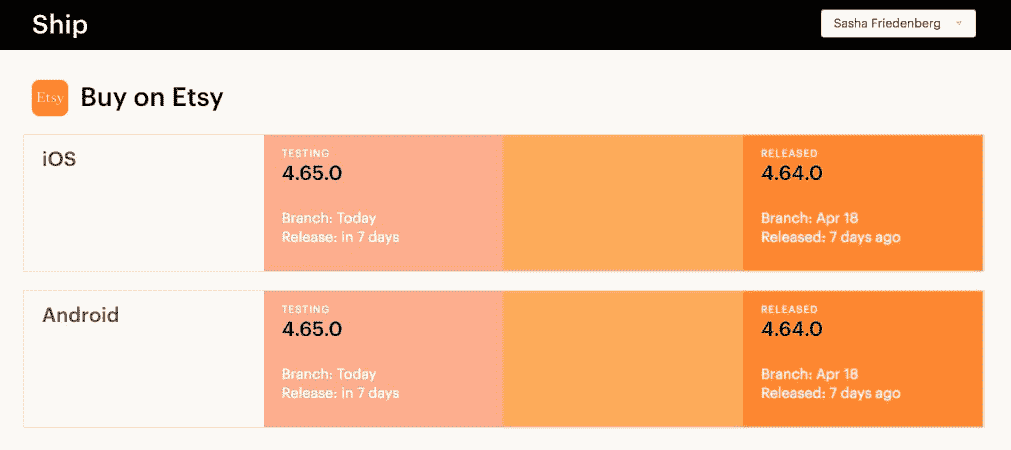 Ship
Sasha Friedenberg
Etsy
Buy on Etsy
iOS
TESTING
4.65.0
Branch: Today
Release: in 7 days
RELEASED
4.64.0
Branch: Apr 18
Released: 7 days ago
Android
TESTING
4.65.0
Branch: Today
Release: in 7 days
RELEASED
4.64.0
Branch: Apr 18
Released: 7 days ago